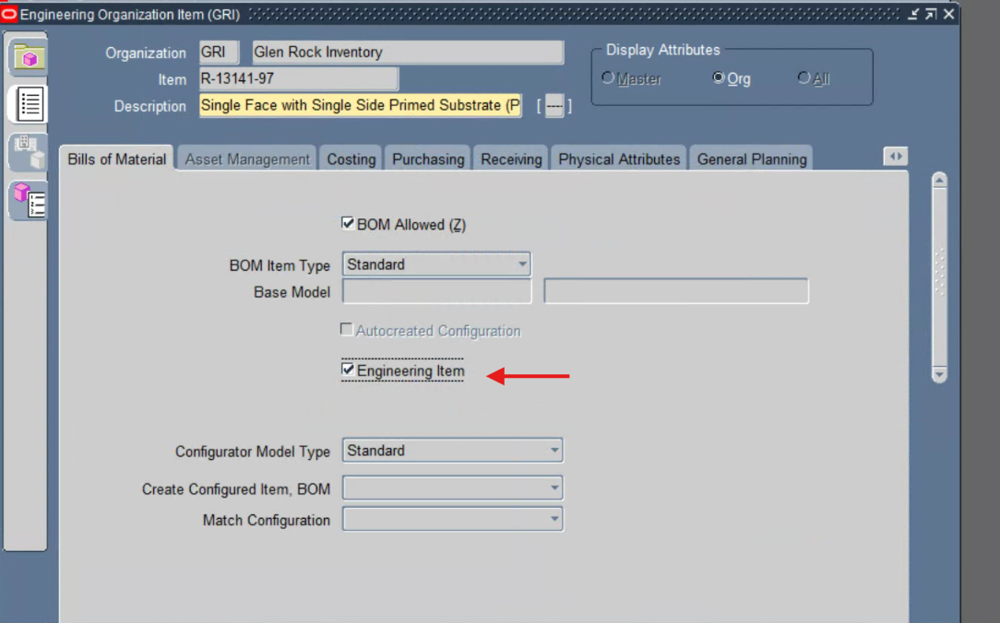 Engineering Organization Item (GRI)
Organization GRI Glen Rock Inventory
Item R-13141-97
Description Single Face with Single Side Primed Substrate (P [ ---- ]
Display Attributes
Master Org All
Bills of Material Asset Management Costing Purchasing Receiving Physical Attributes General Planning
BOM Allowed (Z)
BOM Item Type Standard
Base Model
Autocreated Configuration
Engineering Item
Configurator Model Type Standard
Create Configured Item, BOM
Match Configuration